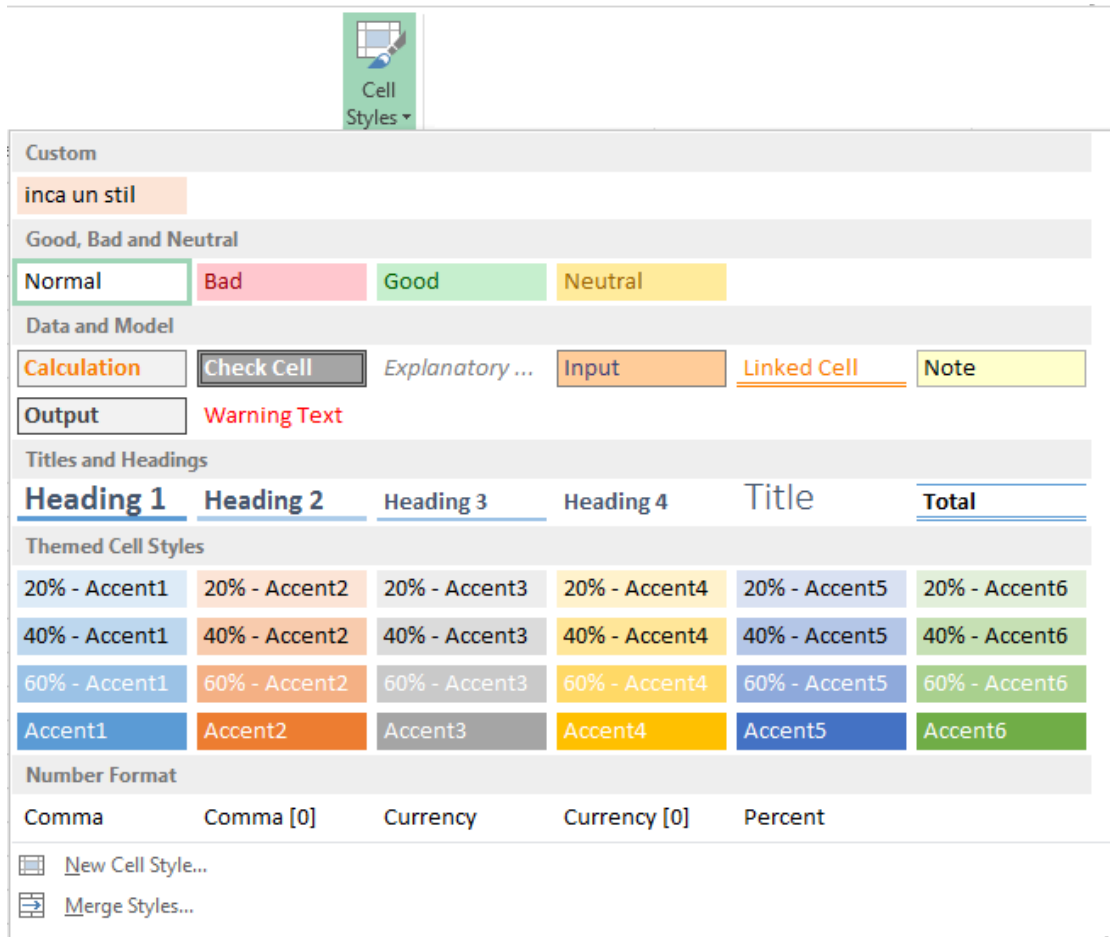 Cell
Styles
Custom
inca un stil
Good, Bad and Neutral
Normal Bad Good Neutral
Data and Model
Calculation Check Cell Explanatory ... Input Linked Cell Note
Output Warning Text
Titles and Headings
Heading 1 Heading 2 Heading 3 Heading 4 Title Total
Themed Cell Styles
20% - Accent1 20% - Accent2 20% - Accent3 20% - Accent4 20% - Accent5 20% - Accent6
40% - Accent1 40% - Accent2 40% - Accent3 40% - Accent4 40% - Accent5 40% - Accent6
60% - Accent1 60% - Accent2 60% - Accent3 60% - Accent4 60% - Accent5 60% - Accent6
Accent1 Accent2 Accent3 Accent4 Accent5 Accent6
Number Format
Comma Comma [0] Currency Currency [0] Percent
New Cell Style...
Merge Styles...